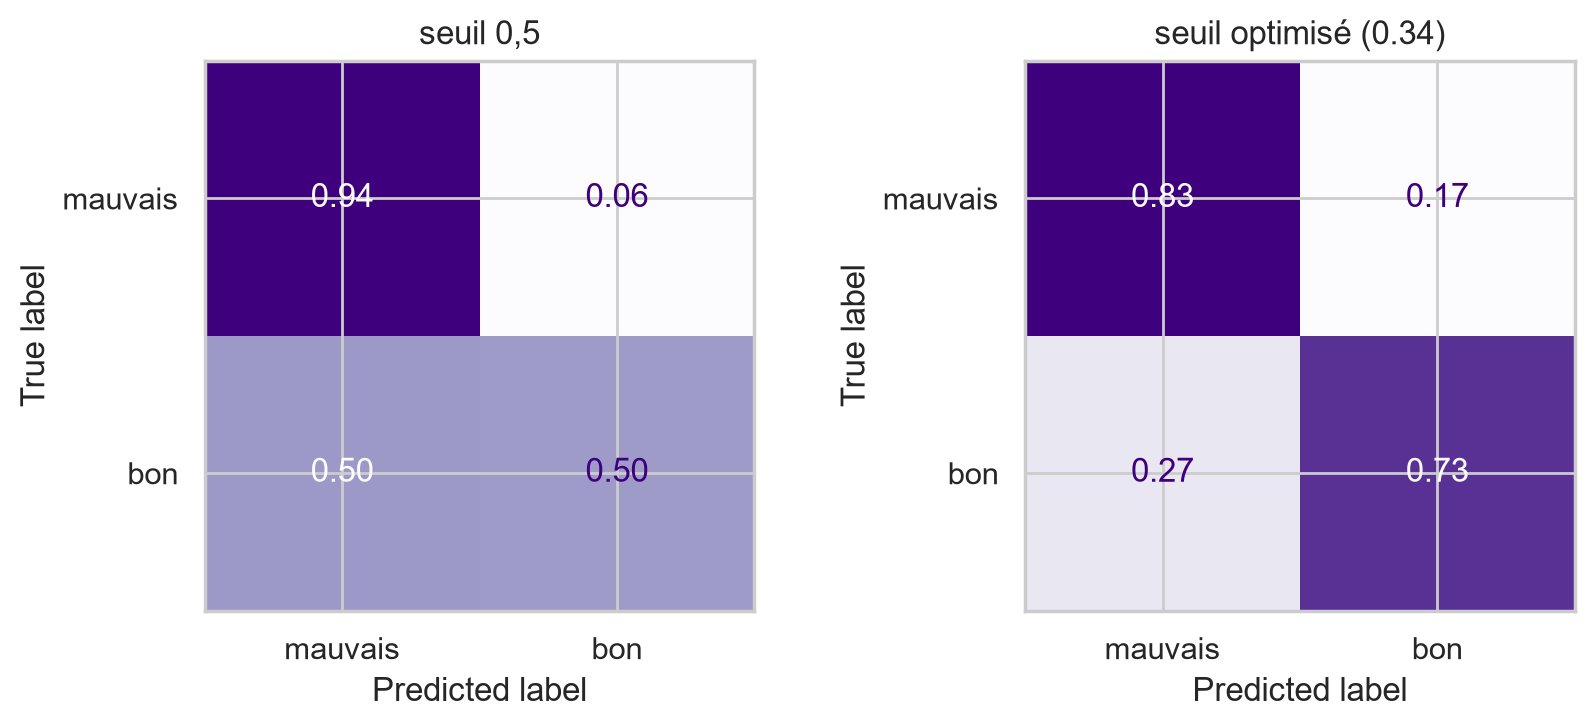 seuil 0,5
mauvais
0.94
0.06
bon
0.50
0.50
mauvais
bon
Predicted label
True label
seuil optimisé (0.34)
mauvais
0.83
0.17
bon
0.27
0.73
mauvais
bon
Predicted label
True label